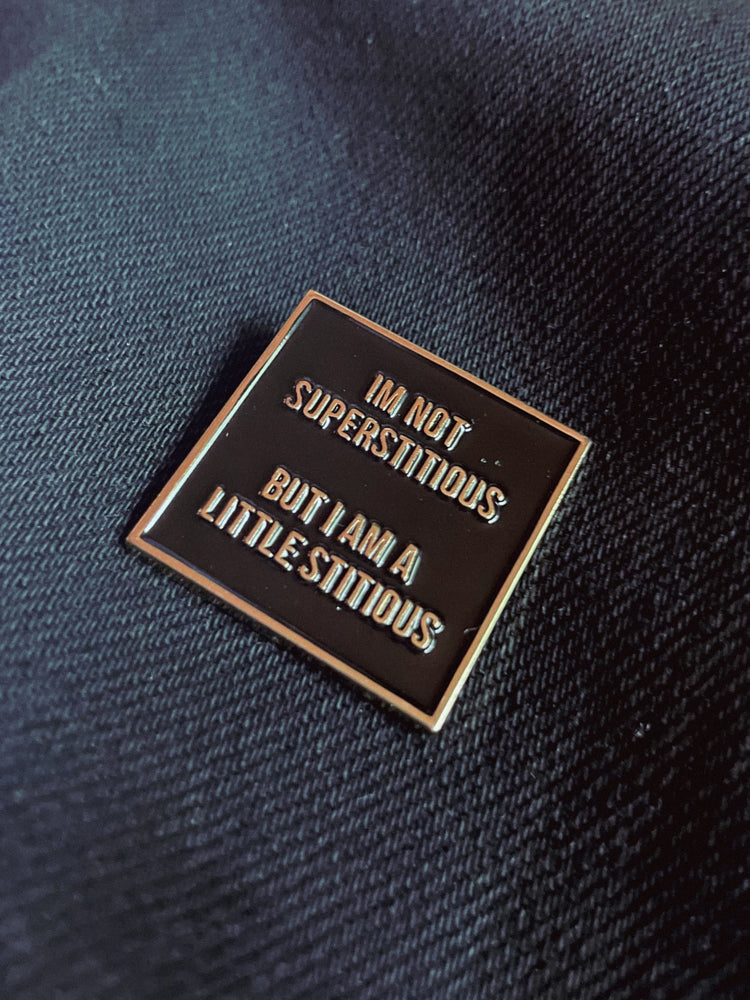 IM NOT
SUPERSTITIOUS
BUT I AM A
LITTLE STITIOUS